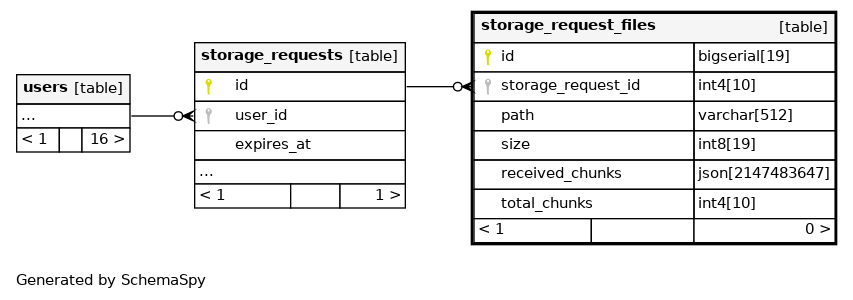 users [table]
...
< 1 16 >
storage_requests [table]
id
user_id
expires_at
...
< 1 1 >
storage_request_files [table]
id bigserial[19]
storage_request_id int4[10]
path varchar[512]
size int8[19]
received_chunks json[2147483647]
total_chunks int4[10]
< 1 0 >
Generated by SchemaSpy